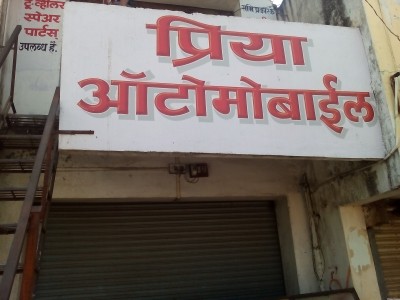 टू-व्हीलर
स्पेअर
पार्टस्
उपलब्ध हे.
प्रिया
ऑटोमोबाईल